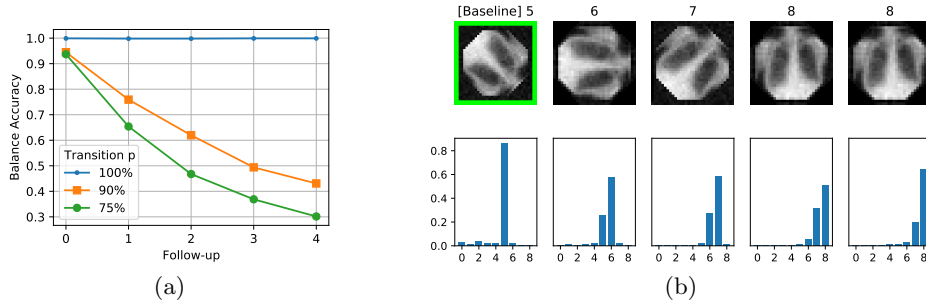 (a)
Balance Accuracy
1.0
0.9
0.8
0.7
0.6
0.5
0.4
0.3
Transition p
100%
90%
75%
0 1 2 3 4
Follow-up
(b)
[Baseline] 5 6 7 8 8
0.8
0.6
0.4
0.2
0.0
0 2 4 6 8 0 2 4 6 8 0 2 4 6 8 0 2 4 6 8 0 2 4 6 8
(a) (b)